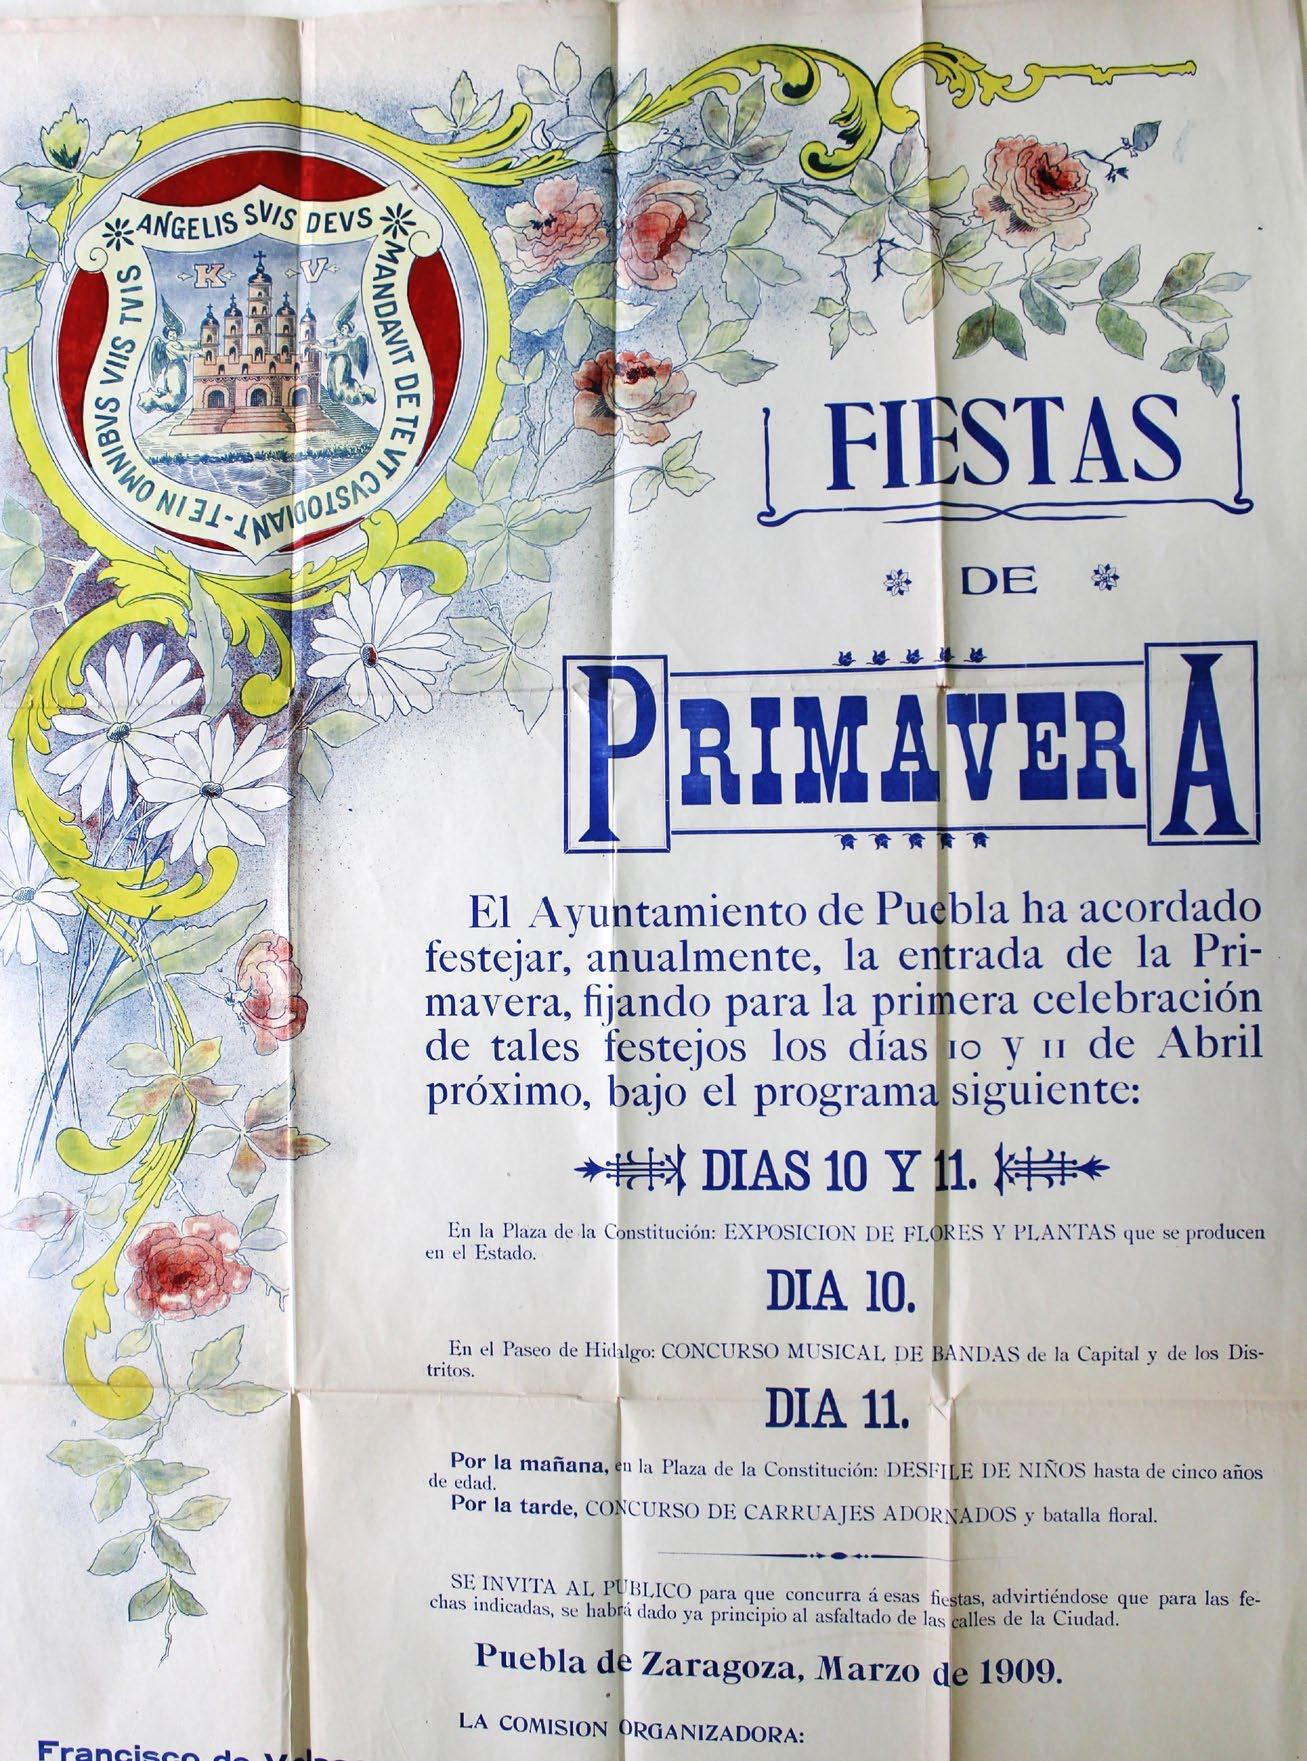 ANGELIS SVIS DEVS MANDAVIT DE TE VT CVSTODIANT-TE IN OMNIBVS VIIS TVIS
K V
FIESTAS
DE
PRIMAVERA
El Ayuntamiento de Puebla ha acordado
festejar, anualmente, la entrada de la Pri-
mavera, fijando para la primera celebración
de tales festejos los días 10 y 11 de Abril
próximo, bajo el programa siguiente:
DIAS 10 Y 11.
En la Plaza de la Constitución: EXPOSICION DE FLORES Y PLANTAS que se producen
en el Estado.
DIA 10.
En el Paseo de Hidalgo: CONCURSO MUSICAL DE BANDAS de la Capital y de los Dis-
tritos.
DIA 11.
Por la mañana, en la Plaza de la Constitución: DESFILE DE NIÑOS hasta de cinco años
de edad.
Por la tarde, CONCURSO DE CARRUAJES ADORNADOS y batalla floral.
SE INVITA AL PUBLICO para que concurra á esas fiestas, advirtiéndose que para las fe-
chas indicadas, se habrá dado ya principio al asfaltado de las calles de la Ciudad.
Puebla de Zaragoza, Marzo de 1909.
LA COMISION ORGANIZADORA:
Francisco de